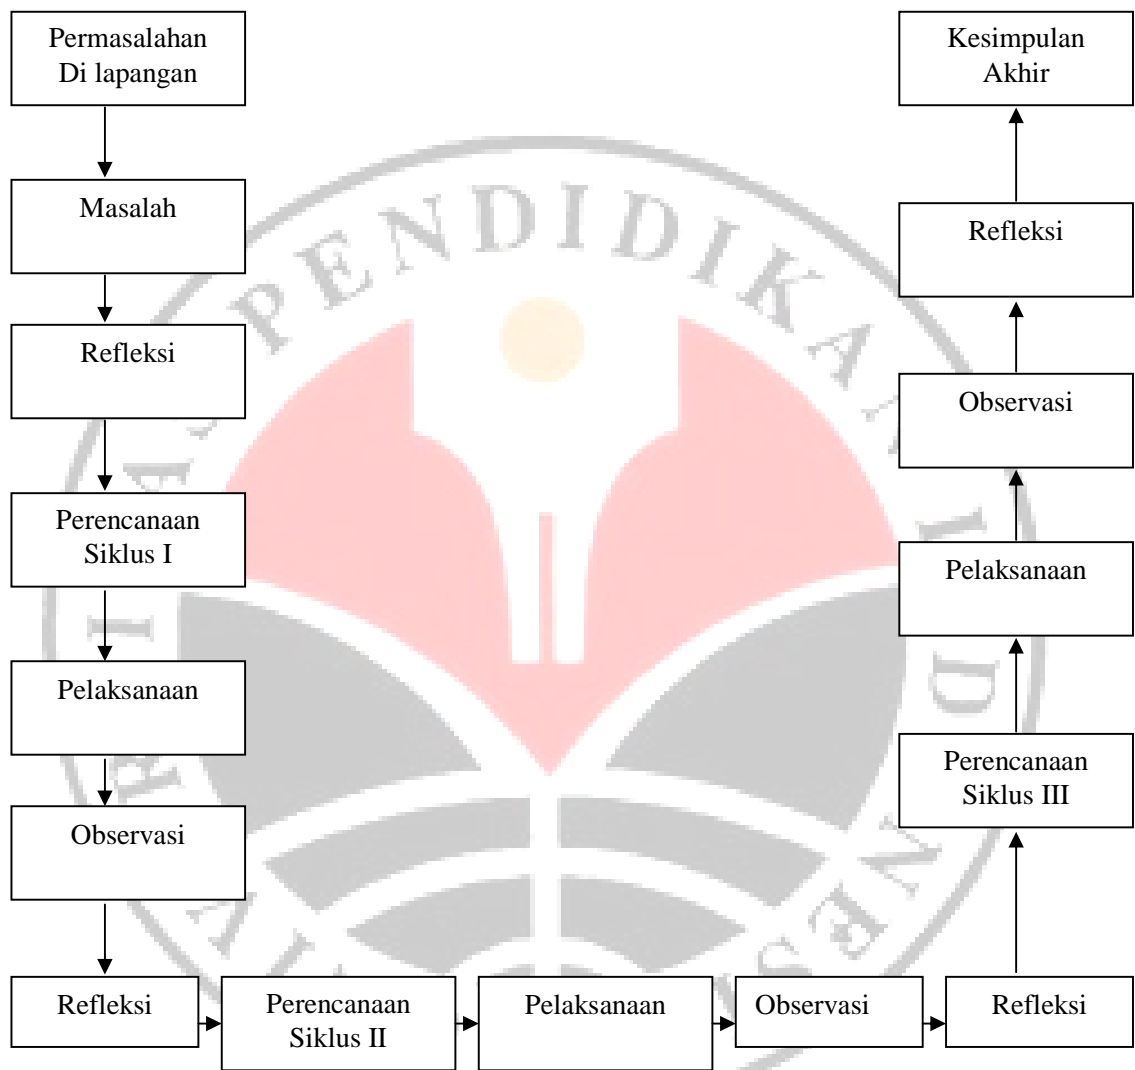 Permasalahan
Di lapangan
Masalah
Refleksi
Perencanaan
Siklus I
Pelaksanaan
Observasi
Refleksi
Perencanaan
Siklus II
Pelaksanaan
Observasi
Refleksi
Perencanaan
Siklus III
Pelaksanaan
Observasi
Refleksi
Kesimpulan
Akhir
PENDIDIKAN